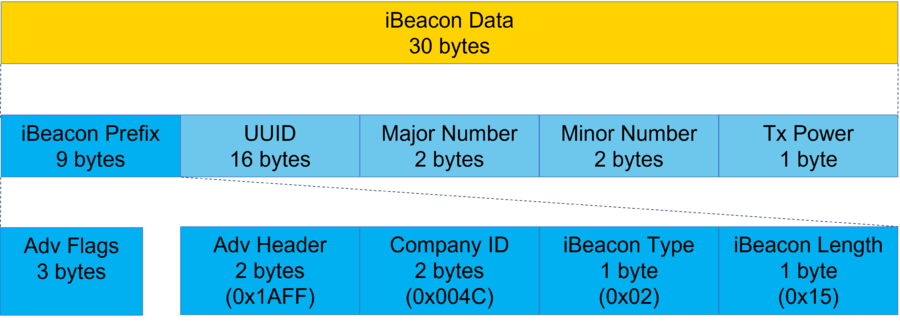 iBeacon Data
30 bytes
iBeacon Prefix
9 bytes
UUID
16 bytes
Major Number
2 bytes
Minor Number
2 bytes
Tx Power
1 byte
Adv Flags
3 bytes
Adv Header
2 bytes
(0x1AFF)
Company ID
2 bytes
(0x004C)
iBeacon Type
1 byte
(0x02)
iBeacon Length
1 byte
(0x15)